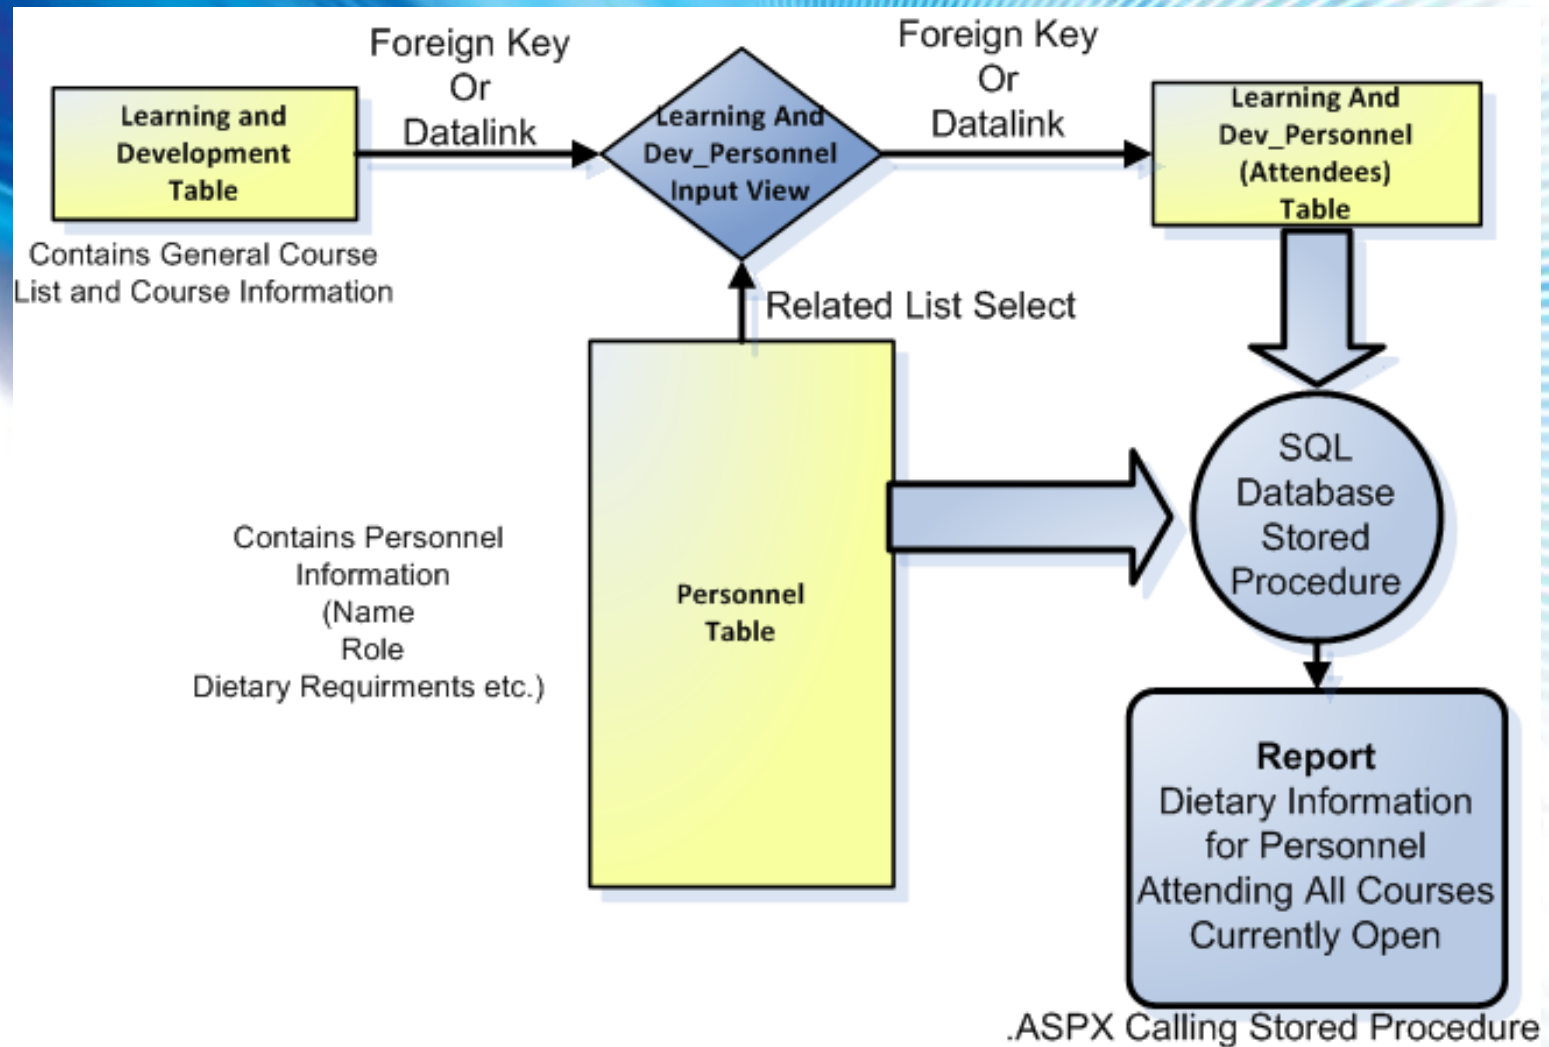 Foreign Key
Or
Datalink
Foreign Key
Or
Datalink
Learning and
Development
Table
Learning And
Dev_Personnel
Input View
Learning And
Dev_Personnel
(Attendees)
Table
Contains General Course
List and Course Information
Related List Select
Contains Personnel
Information
(Name
Role
Dietary Requirments etc.)
Personnel
Table
SQL
Database
Stored
Procedure
Report
Dietary Information
for Personnel
Attending All Courses
Currently Open
.ASPX Calling Stored Procedure